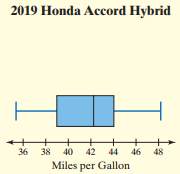 2019 Honda Accord Hybrid
36 38 40 42 44 46 48
Miles per Gallon